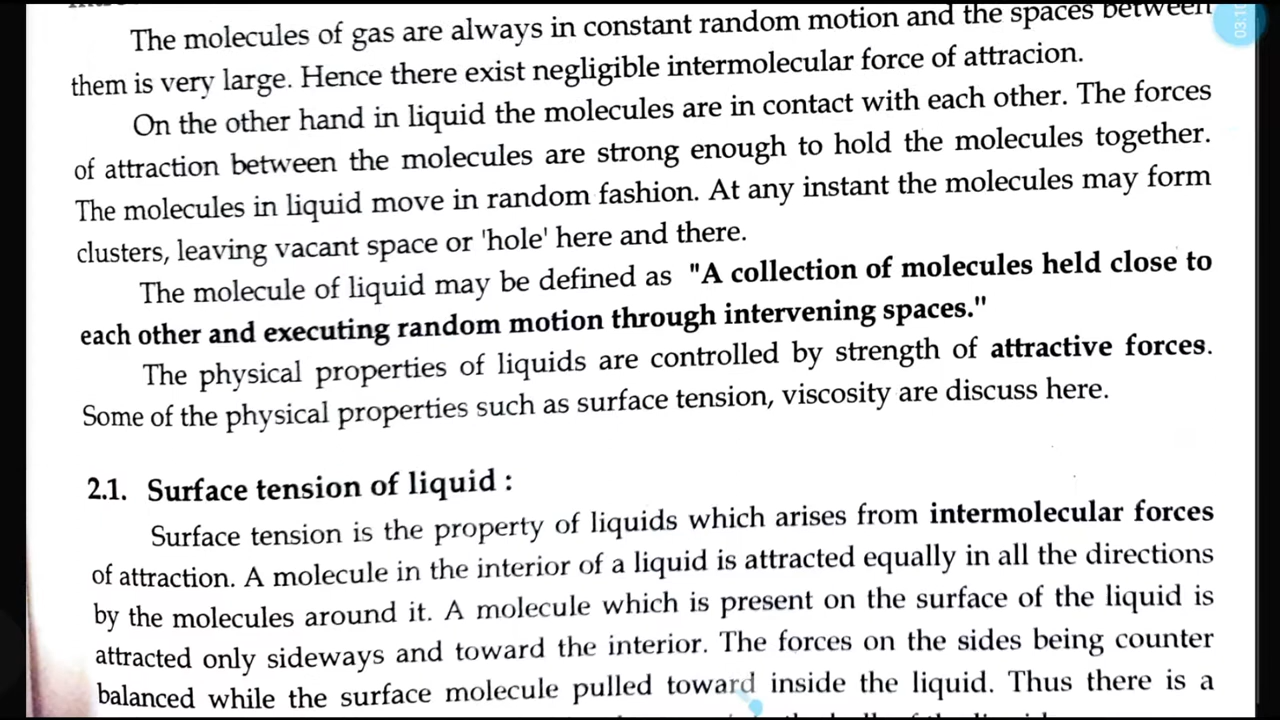 The molecules of gas are always in constant random motion and the spaces between
them is very large. Hence there exist negligible intermolecular force of attracion.
On the other hand in liquid the molecules are in contact with each other. The forces
of attraction between the molecules are strong enough to hold the molecules together.
The molecules in liquid move in random fashion. At any instant the molecules may form
clusters, leaving vacant space or 'hole' here and there.
The molecule of liquid may be defined as "A collection of molecules held close to
each other and executing random motion through intervening spaces."
The physical properties of liquids are controlled by strength of attractive forces.
Some of the physical properties such as surface tension, viscosity are discuss here.
2.1. Surface tension of liquid :
Surface tension is the property of liquids which arises from intermolecular forces
of attraction. A molecule in the interior of a liquid is attracted equally in all the directions
by the molecules around it. A molecule which is present on the surface of the liquid is
attracted only sideways and toward the interior. The forces on the sides being counter
balanced while the surface molecule pulled toward inside the liquid. Thus there is a